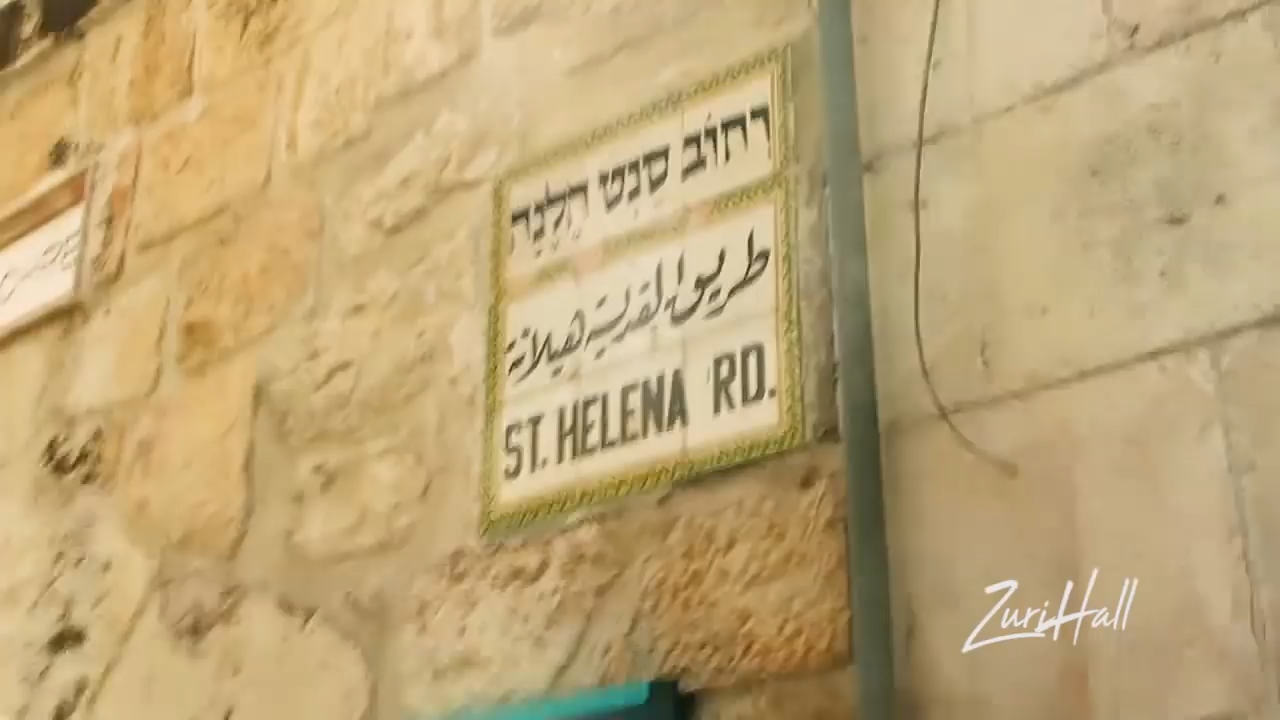 רחוב סנט הלנה
طريق القديسة هيلانة
ST. HELENA RD.
ZuriHall